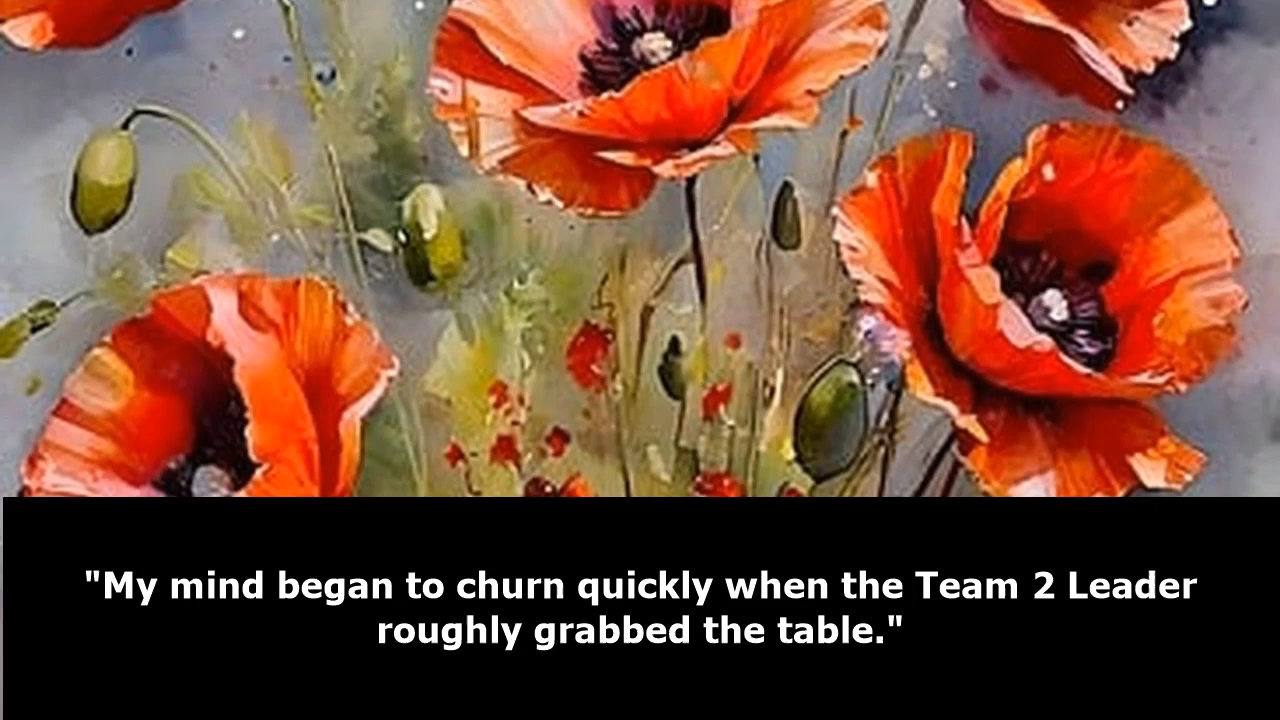 "My mind began to churn quickly when the Team 2 Leader
roughly grabbed the table."